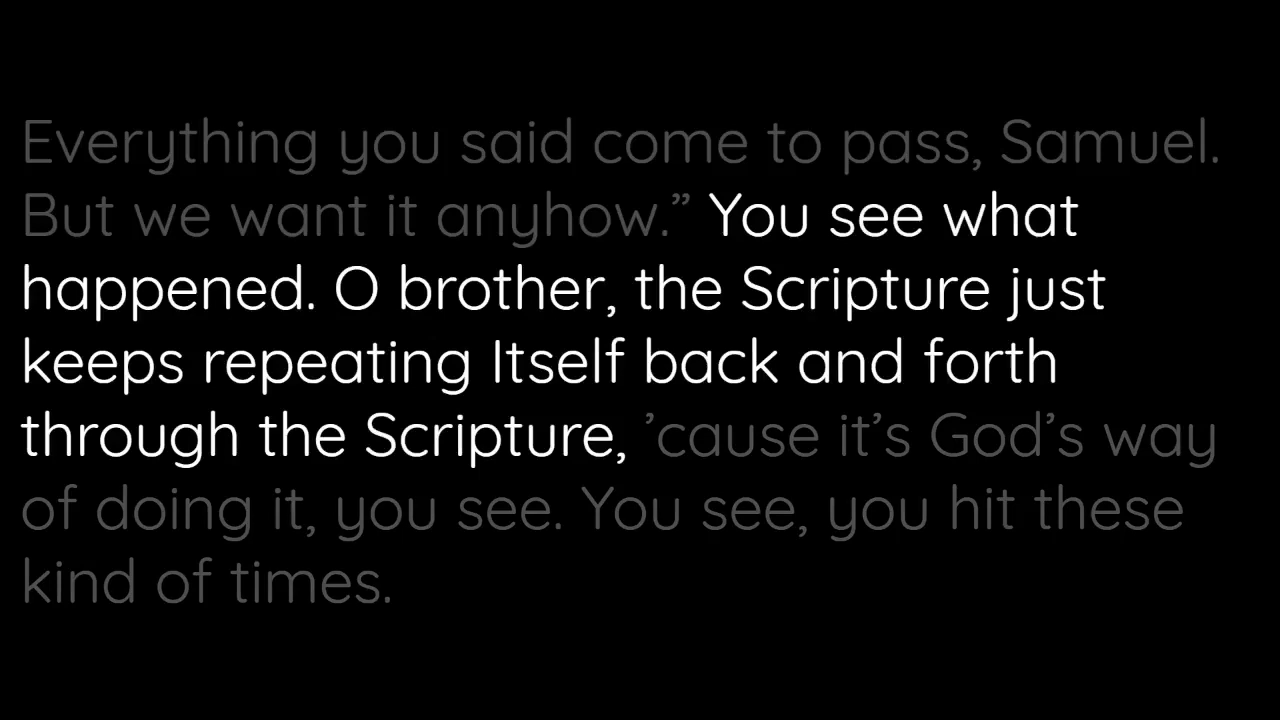 Everything you said come to pass, Samuel.
But we want it anyhow.” You see what
happened. O brother, the Scripture just
keeps repeating Itself back and forth
through the Scripture, ’cause it’s God’s way
of doing it, you see. You see, you hit these
kind of times.